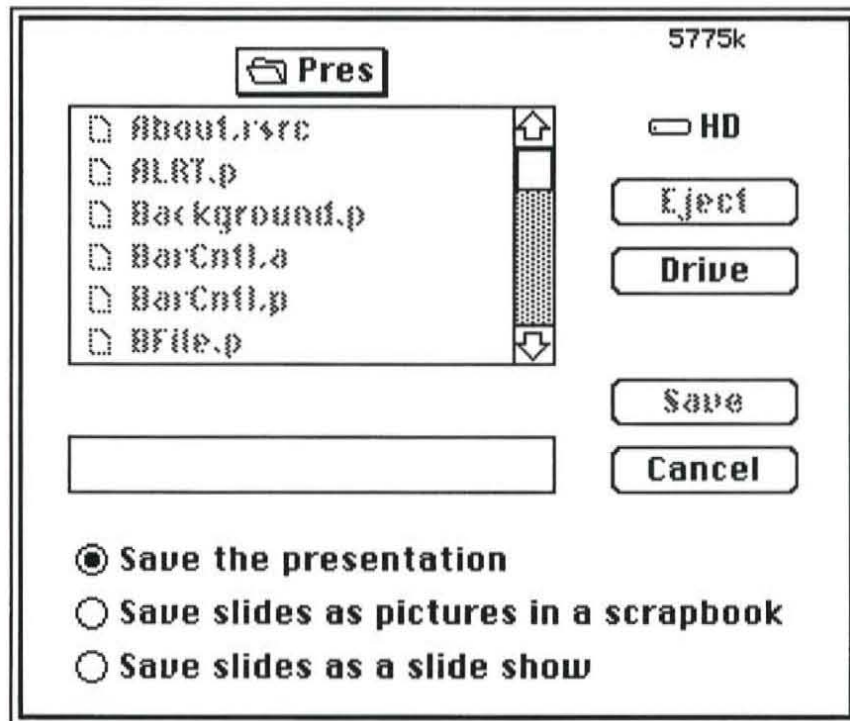 5775k
Pres
About.rsrc
ALRT.p
Background.p
BarCntl.a
BarCntl.p
BFile.p
HD
Eject
Drive
Save
Cancel
Save the presentation
Save slides as pictures in a scrapbook
Save slides as a slide show